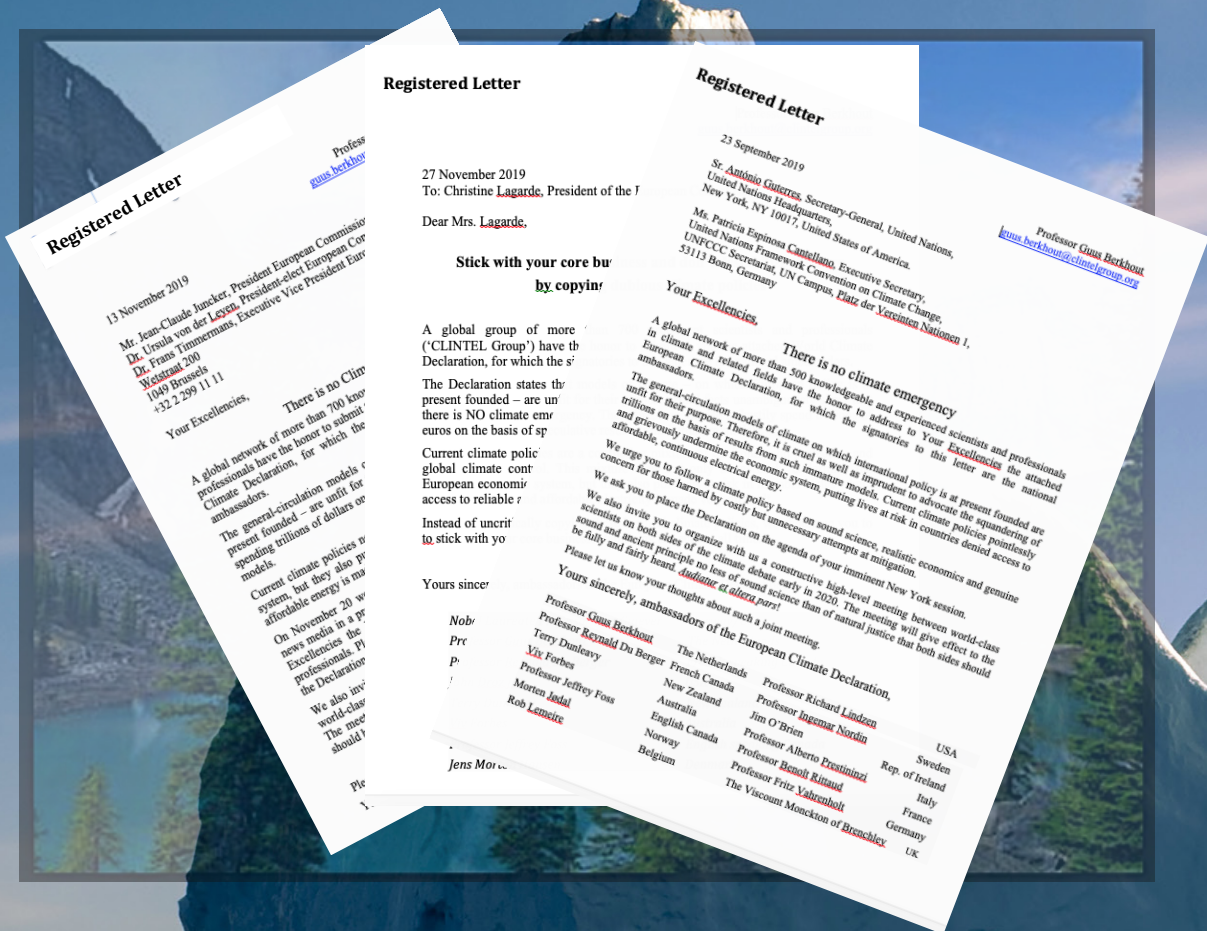 Registered Letter
Profes
guus.berkhou
13 November 2019
Mr. Jean-Claude Juncker, President European Commissio
Dr. Ursula von der Leyen, President-elect European Con
Dr. Frans Timmermans, Executive Vice President Euro
Wetstraat 200
1049 Brussels
+32 2 299 11 11
Your Excellencies,
There is no Clim
A global network of more than 700 know
professionals have the honor to submit
Climate Declaration, for which the
ambassadors.
The general-circulation models
present founded – are unfit for
spending trillions of dollars on
models.
Current climate policies
system, but they also
affordable energy is
On November 20
news media in a
Excellencies the
professionals.
the Declaration
We also invi
world-class
The
should
Registered Letter
27 November 2019
To: Christine Lagarde, President of the
Dear Mrs. Lagarde,
Stick with your core bu
by copying
A global group of more
(‘CLINTEL Group’) have th
Declaration, for which the si
The Declaration states th
present founded – are un
there is NO climate eme
euros on the basis of sp
Current climate polic
global climate cont
European economi
access to reliable
Instead of uncrit
to stick with yo
Yours sincer
Nob
Pre
Jens Mort
Registered Letter
23 September 2019
Sr. António Guterres, Secretary-General, United Nations,
United Nations Headquarters,
New York, NY 10017, United States of America.
Ms. Patricia Espinosa Cantellano, Executive Secretary,
United Nations Framework Convention on Climate Change,
UNFCCC Secretariat, UN Campus, Platz der Vereinten Nationen 1,
53113 Bonn, Germany
Professor Guus Berkhout
guus.berkhout@clintelgroup.org
Your Excellencies,
There is no climate emergency
A global network of more than 500 knowledgeable and experienced scientists and professionals
in climate and related fields have the honor to address to Your Excellencies the attached
European Climate Declaration, for which the signatories to this letter are the national
ambassadors.
The general-circulation models of climate on which international policy is at present founded are
unfit for their purpose. Therefore, it is cruel as well as imprudent to advocate the squandering of
trillions on the basis of results from such immature models. Current climate policies pointlessly
and grievously undermine the economic system, putting lives at risk in countries denied access to
affordable, continuous electrical energy.
We urge you to follow a climate policy based on sound science, realistic economics and genuine
concern for those harmed by costly but unnecessary attempts at mitigation.
We ask you to place the Declaration on the agenda of your imminent New York session.
We also invite you to organize with us a constructive high-level meeting between world-class
scientists on both sides of the climate debate early in 2020. The meeting will give effect to the
sound and ancient principle no less of sound science than of natural justice that both sides should
be fully and fairly heard. Audiatur et altera pars!
Please let us know your thoughts about such a joint meeting.
Yours sincerely, ambassadors of the European Climate Declaration,
Professor Guus Berkhout The Netherlands Professor Richard Lindzen USA
Professor Reynald Du Berger French Canada Professor Ingemar Nordin Sweden
Terry Dunleavy New Zealand Jim O’Brien Rep. of Ireland
Viv Forbes Australia Professor Alberto Prestininzi Italy
Professor Jeffrey Foss English Canada Professor Benoît Rittaud France
Morten Jødal Norway Professor Fritz Vahrenholt Germany
Rob Lemeire Belgium The Viscount Monckton of Brenchley UK